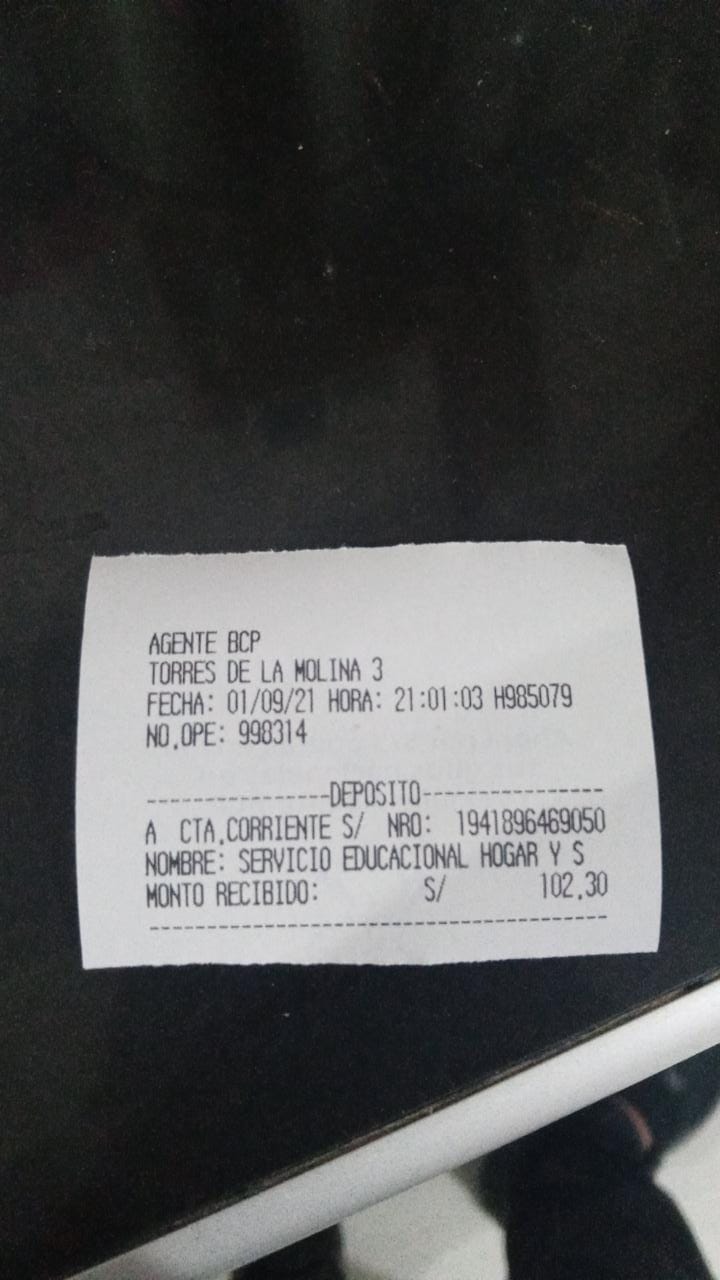 AGENTE BCP
TORRES DE LA MOLINA 3
FECHA: 01/09/21 HORA: 21:01:03 H985079
NO.OPE: 998314
----------------DEPOSITO----------------
A CTA.CORRIENTE S/ NRO: 1941896469050
NOMBRE: SERVICIO EDUCACIONAL HOGAR Y S
MONTO RECIBIDO: S/ 102.30
----------------------------------------